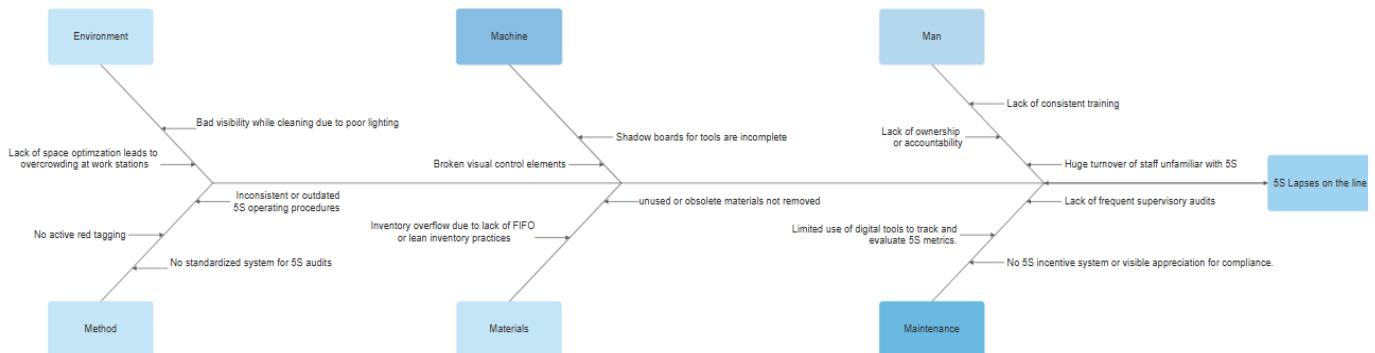 Environment
Machine
Man
Bad visibility while cleaning due to poor lighting
Lack of space optimzation leads to
overcrowding at work stations
Shadow boards for tools are incomplete
Broken visual control elements
Lack of consistent training
Lack of ownership
or accountability
Huge turnover of staff unfamiliar with 5S
5S Lapses on the line
Inconsistent or outdated
5S operating procedures
No active red tagging
No standardized system for 5S audits
unused or obsolete materials not removed
Inventory overflow due to lack of FIFO
or lean inventory practices
Lack of frequent supervisory audits
Limited use of digital tools to track and
evaluate 5S metrics.
No 5S incentive system or visible appreciation for compliance.
Method
Materials
Maintenance